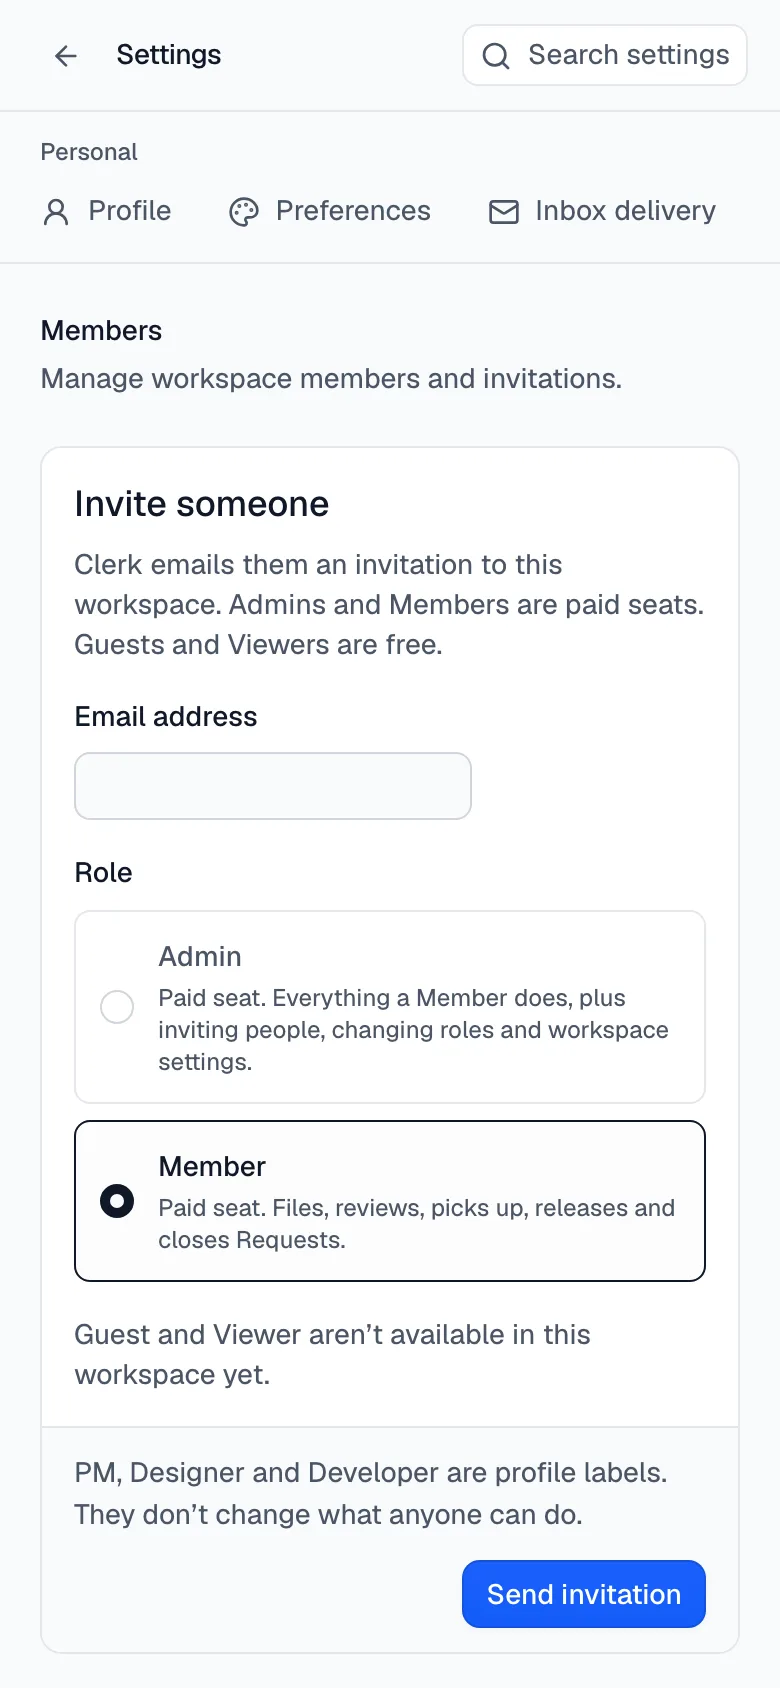 Settings
Search settings
Personal
Profile
Preferences
Inbox delivery
Members
Manage workspace members and invitations.
Invite someone
Clerk emails them an invitation to this
workspace. Admins and Members are paid seats.
Guests and Viewers are free.
Email address
Role
Admin
Paid seat. Everything a Member does, plus
inviting people, changing roles and workspace
settings.
Member
Paid seat. Files, reviews, picks up, releases and
closes Requests.
Guest and Viewer aren’t available in this
workspace yet.
PM, Designer and Developer are profile labels.
They don’t change what anyone can do.
Send invitation